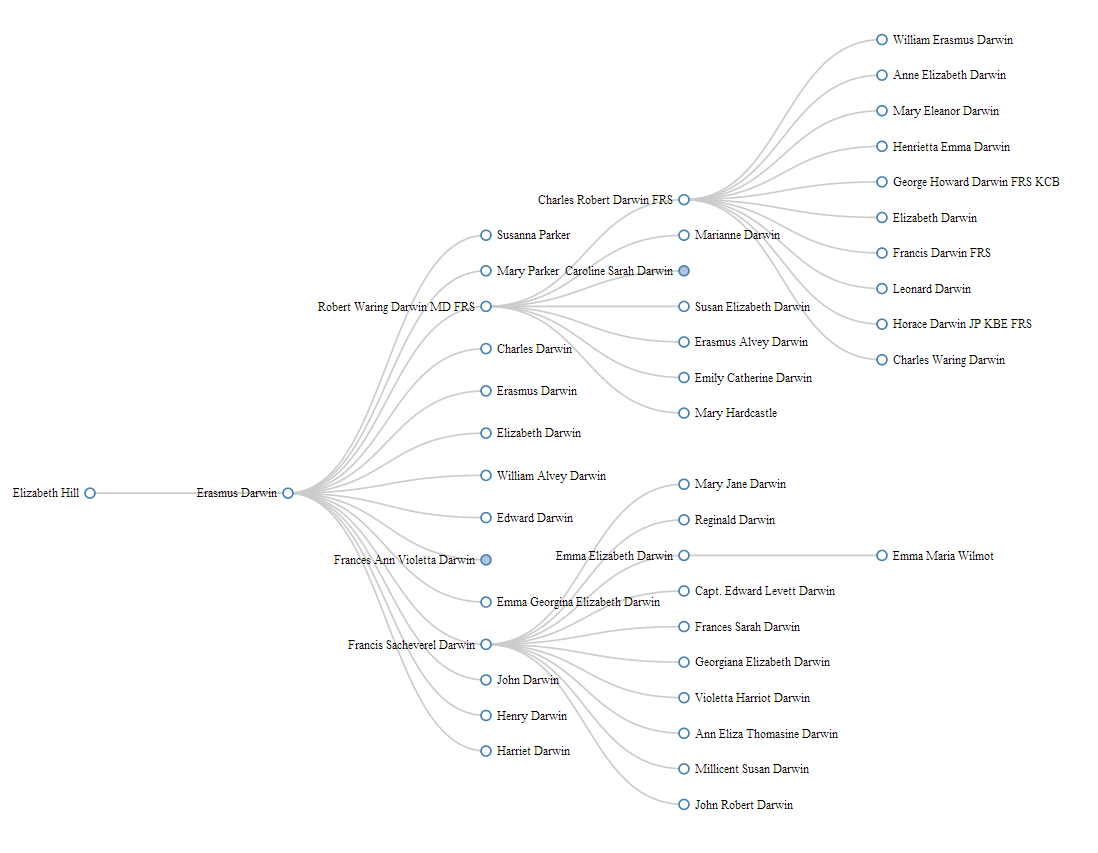 William Erasmus Darwin
Anne Elizabeth Darwin
Mary Eleanor Darwin
Henrietta Emma Darwin
George Howard Darwin FRS KCB
Charles Robert Darwin FRS
Elizabeth Darwin
Susanna Parker
Marianne Darwin
Francis Darwin FRS
Mary Parker
Caroline Sarah Darwin
Leonard Darwin
Robert Waring Darwin MD FRS
Susan Elizabeth Darwin
Horace Darwin JP KBE FRS
Charles Darwin
Erasmus Alvey Darwin
Charles Waring Darwin
Emily Catherine Darwin
Erasmus Darwin
Mary Hardcastle
Elizabeth Darwin
William Alvey Darwin
Mary Jane Darwin
Elizabeth Hill
Erasmus Darwin
Edward Darwin
Reginald Darwin
Frances Ann Violetta Darwin
Emma Elizabeth Darwin
Emma Maria Wilmot
Capt. Edward Levett Darwin
Emma Georgina Elizabeth Darwin
Frances Sarah Darwin
Francis Sacheverel Darwin
Georgiana Elizabeth Darwin
John Darwin
Violetta Harriot Darwin
Henry Darwin
Ann Eliza Thomasine Darwin
Harriet Darwin
Millicent Susan Darwin
John Robert Darwin